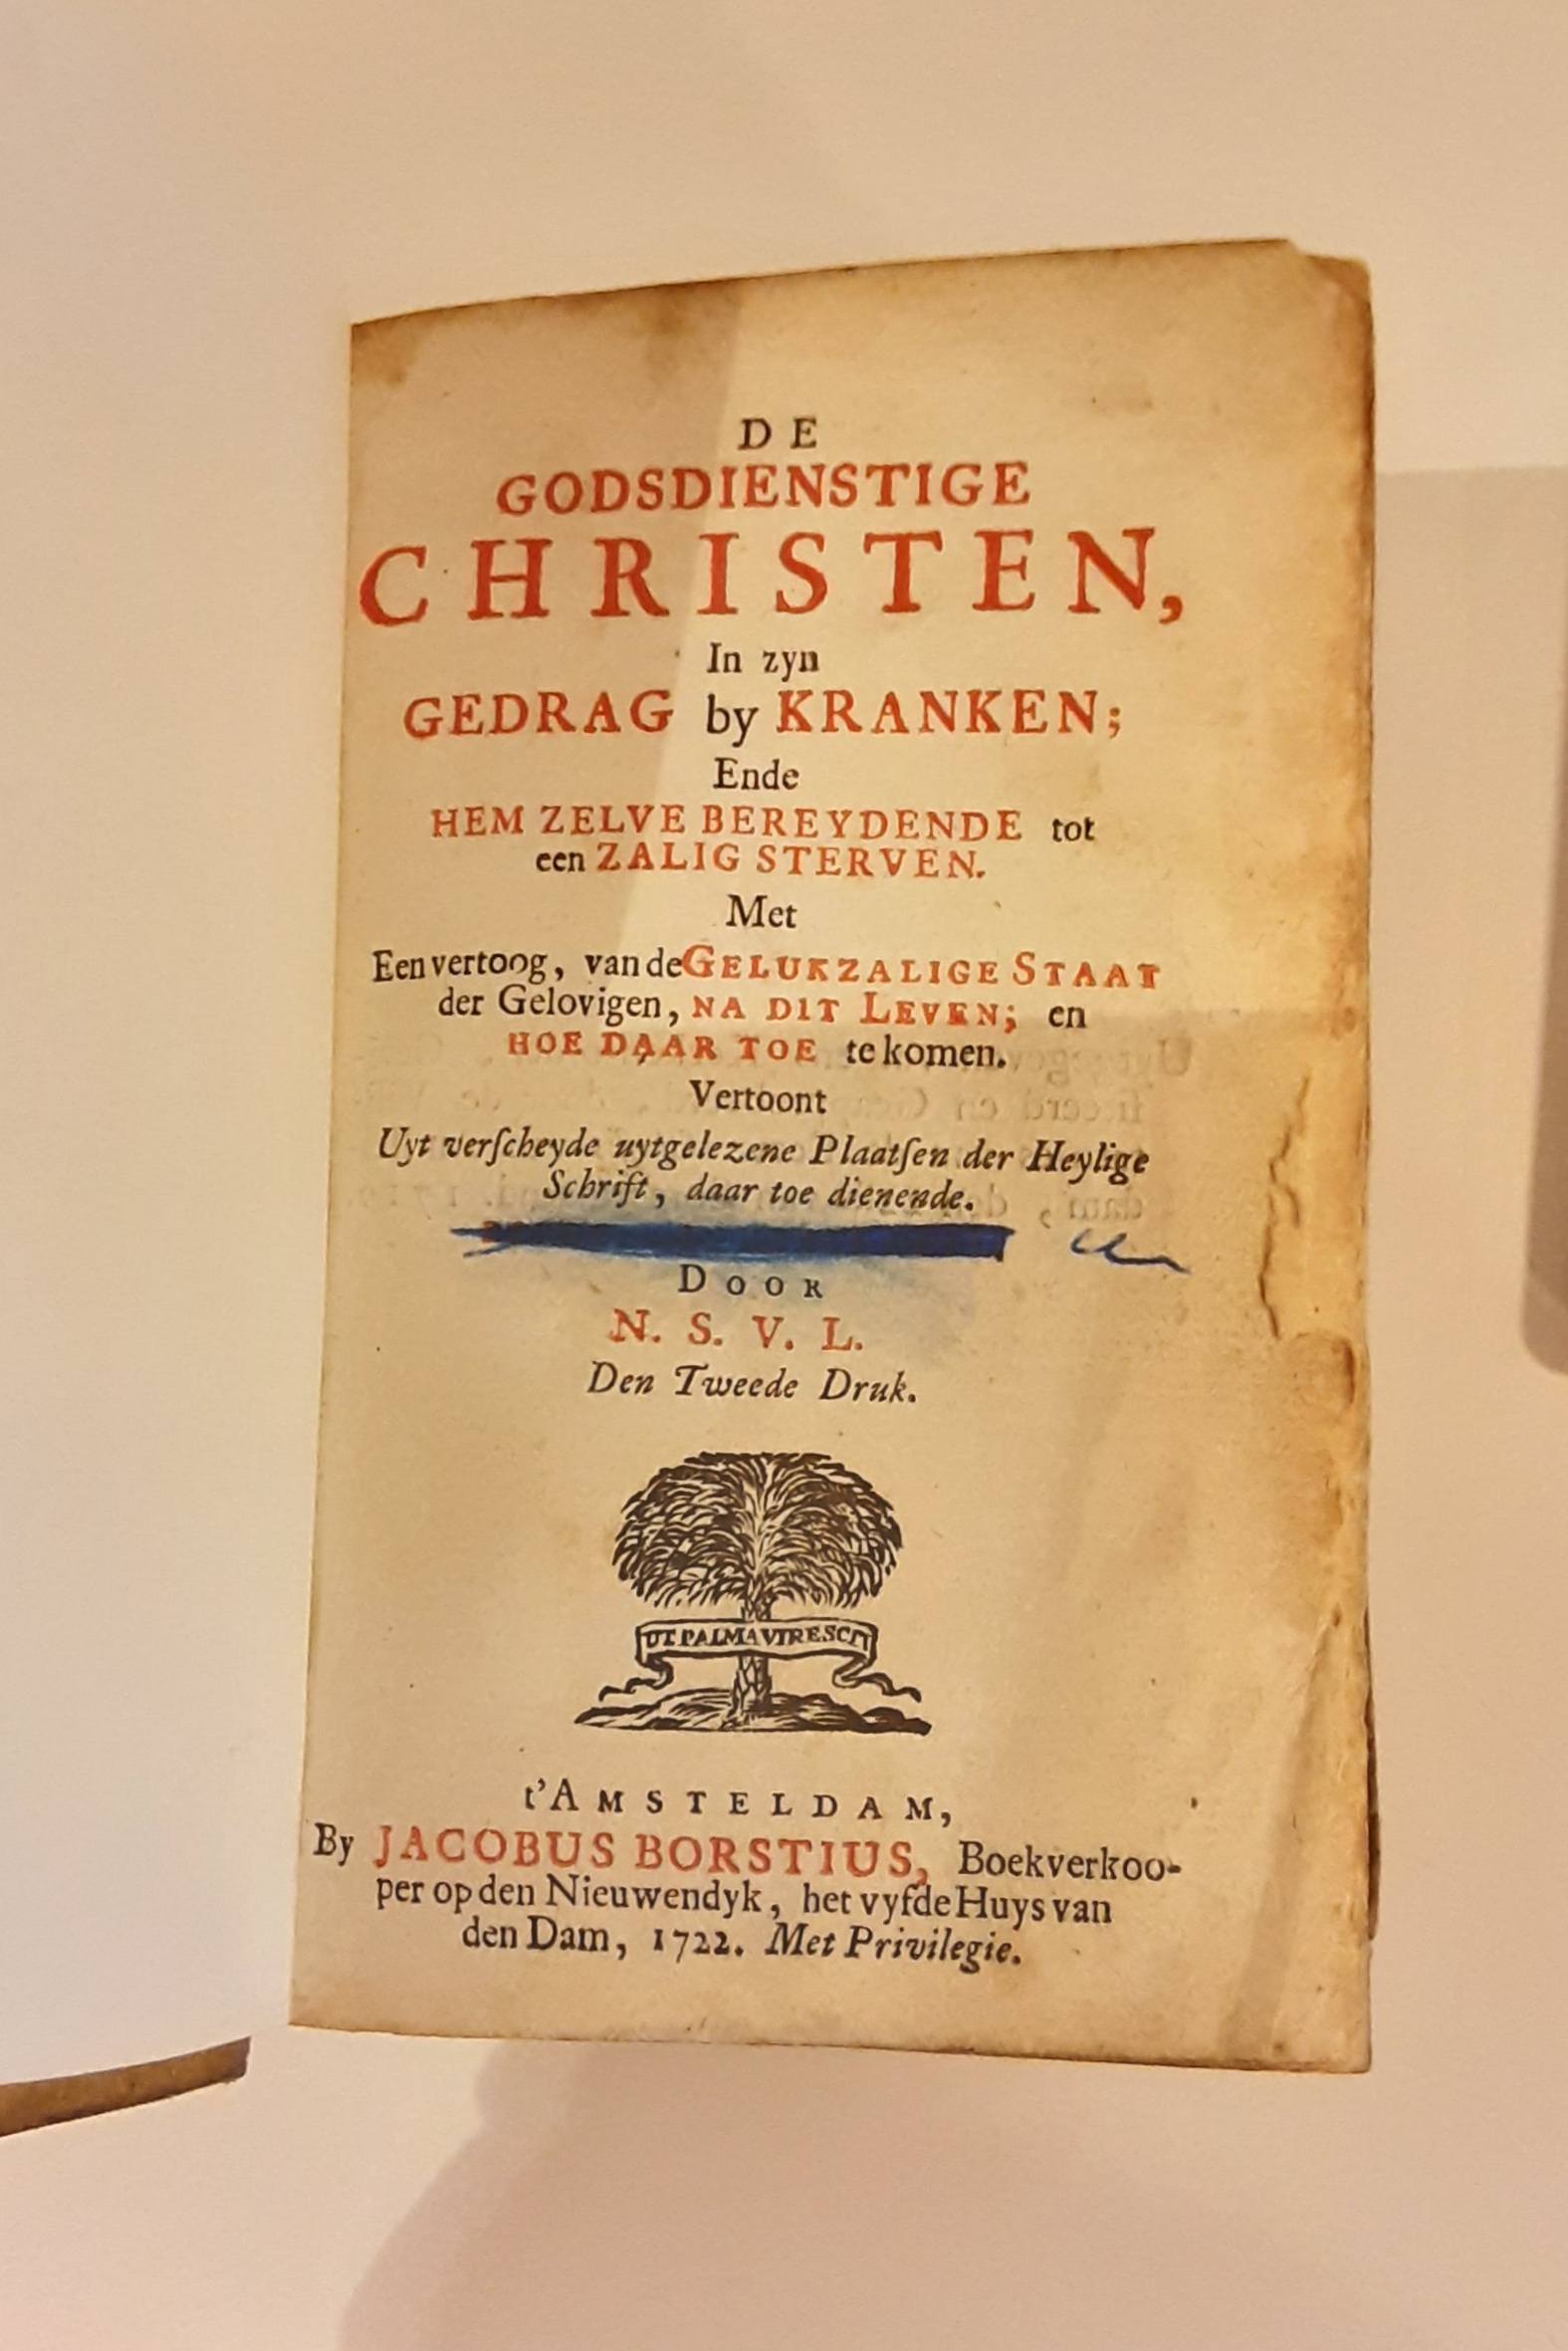 DE
GODSDIENSTIGE
CHRISTEN,
In zyn
GEDRAG by KRANKEN;
Ende
HEM ZELVE BEREYDENDE tot
een ZALIG STERVEN.
Met
Een vertoog, van de GELUKZALIGE STAAT
der Gelovigen, NA DIT LEVEN; en
HOE DAAR TOE te komen.
Vertoont
Uyt verſcheyde uytgelezene Plaatſen der Heylige
Schrift, daar toe dienende.
DOOR
N. S. V. L.
Den Tweede Druk.
UT PALMA VIRESCIT
t'AMSTELDAM,
By JACOBUS BORSTIUS, Boekverkoo-
per op den Nieuwendyk, het vyfde Huys van
den Dam, 1722. Met Privilegie.